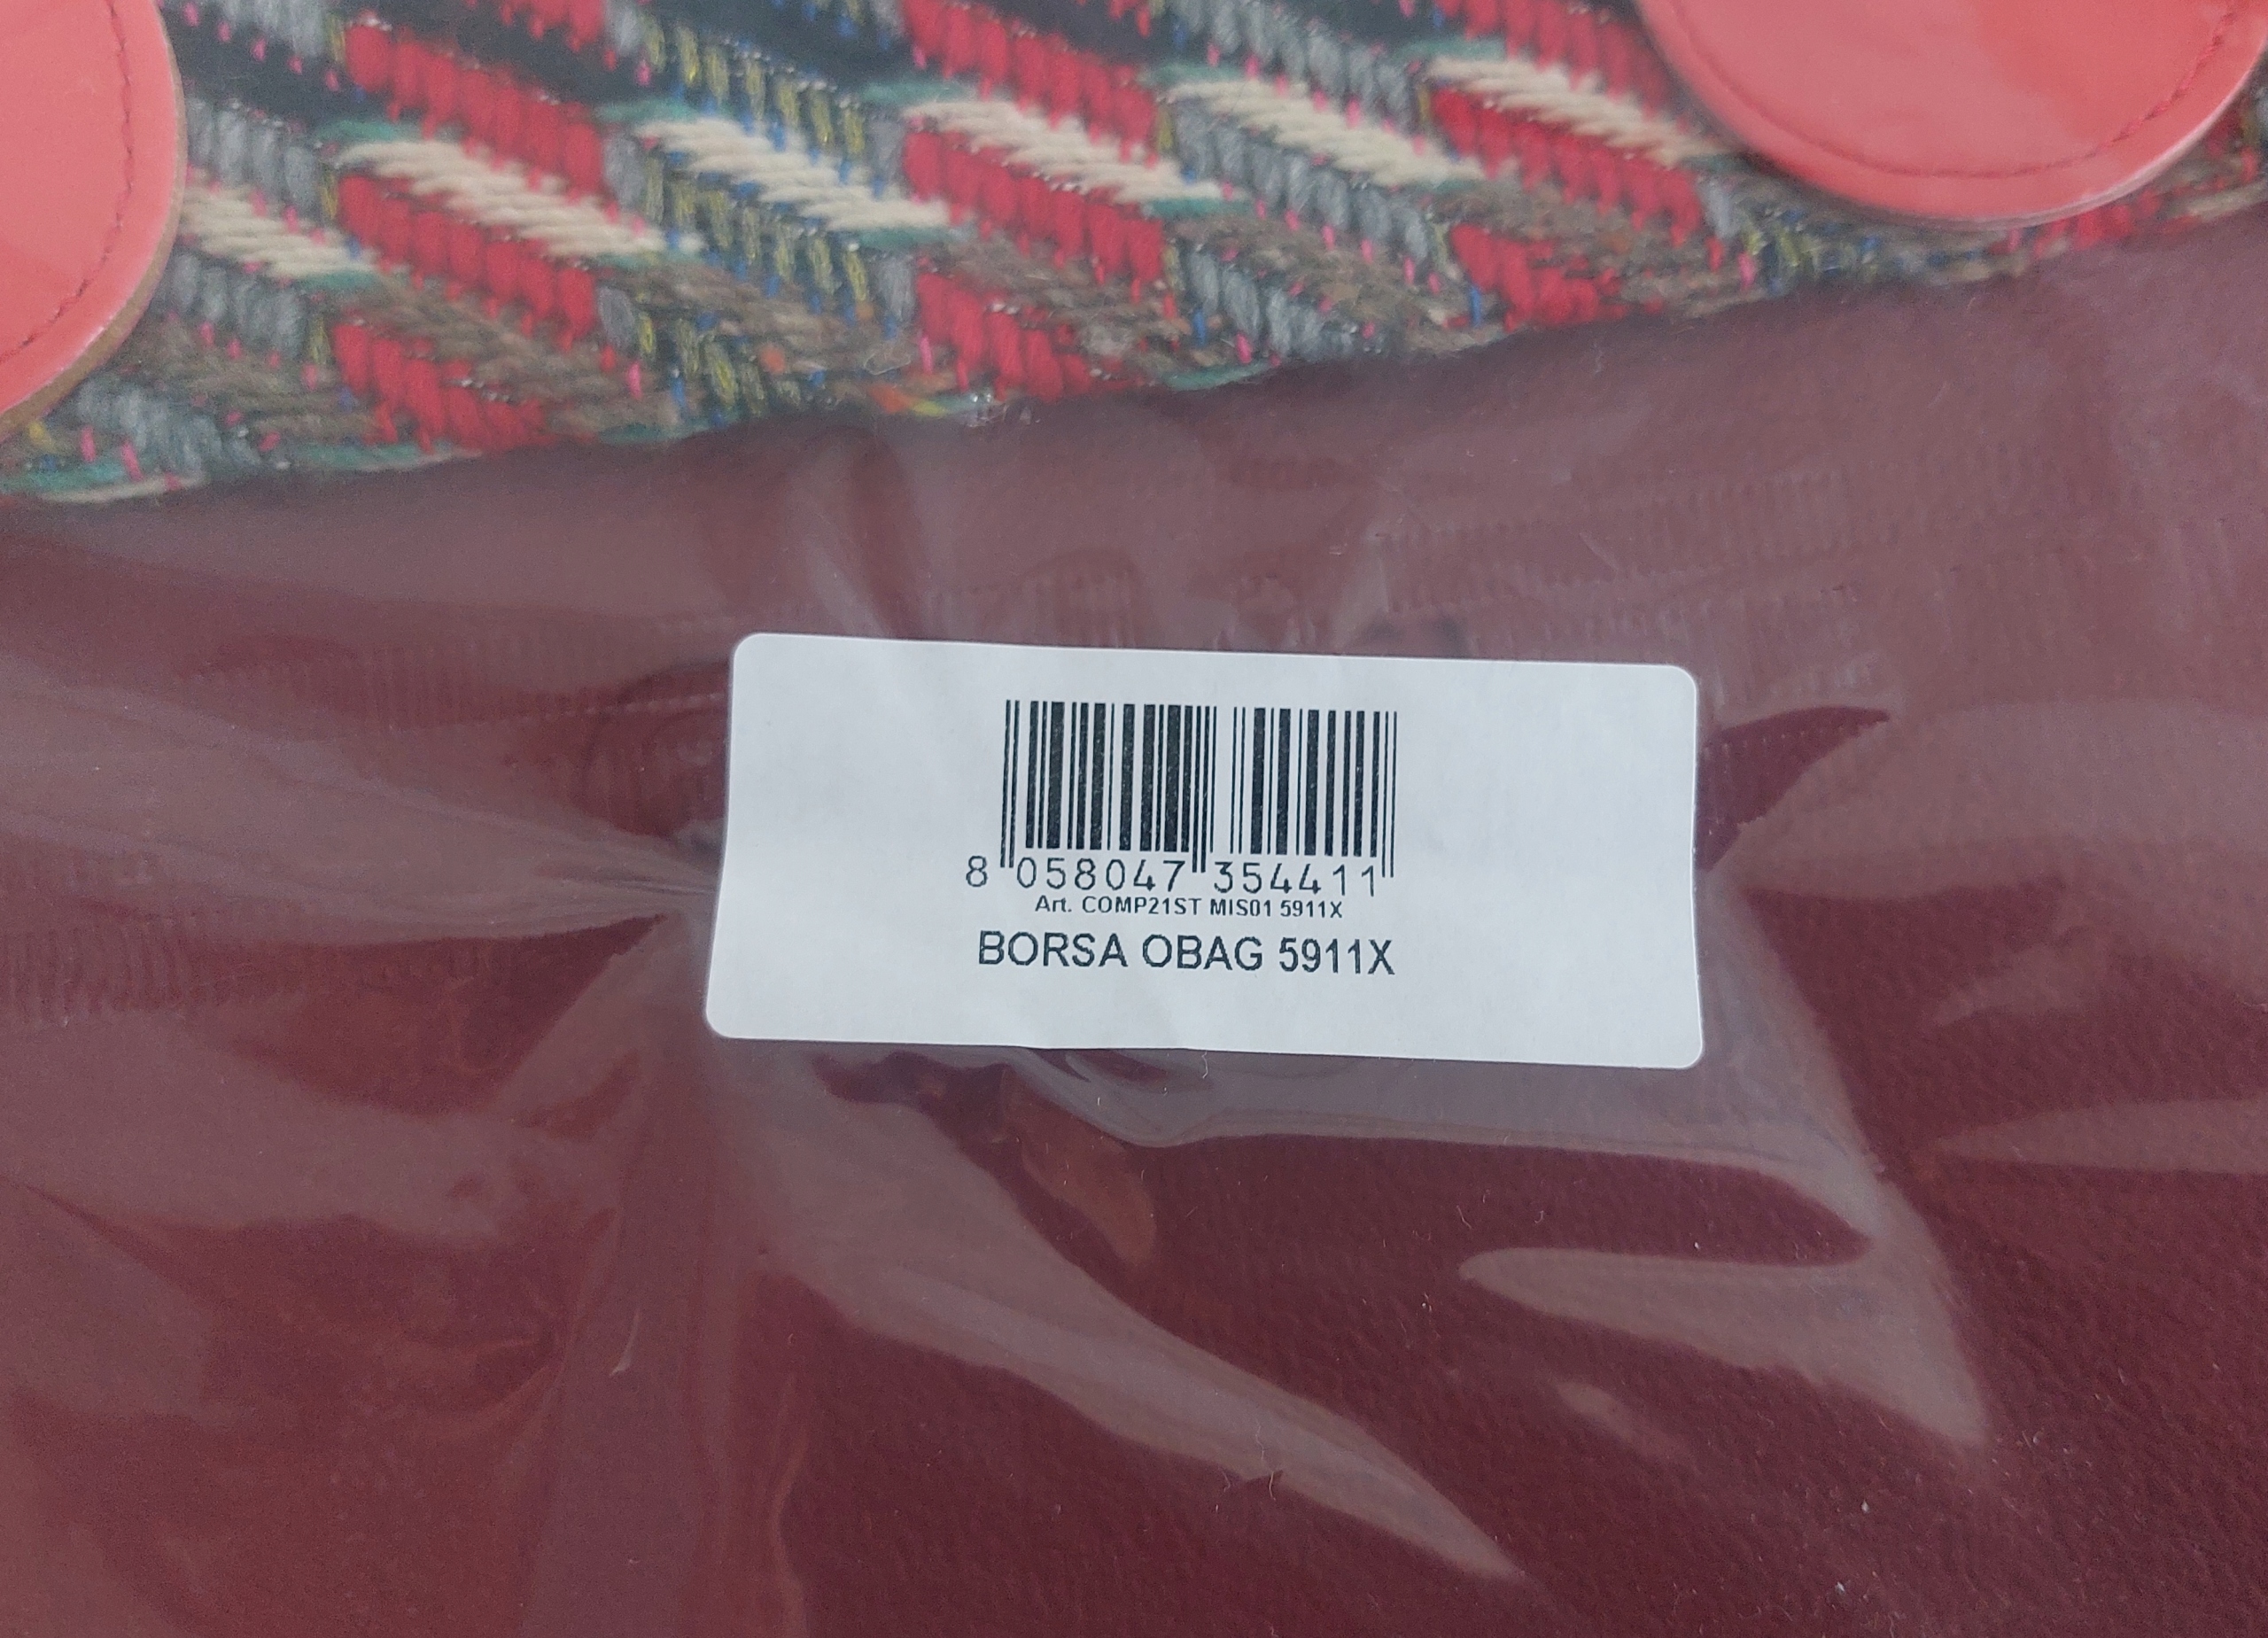 8 058047 354411
Art. COMP21ST MIS01 5911X
BORSA OBAG 5911X